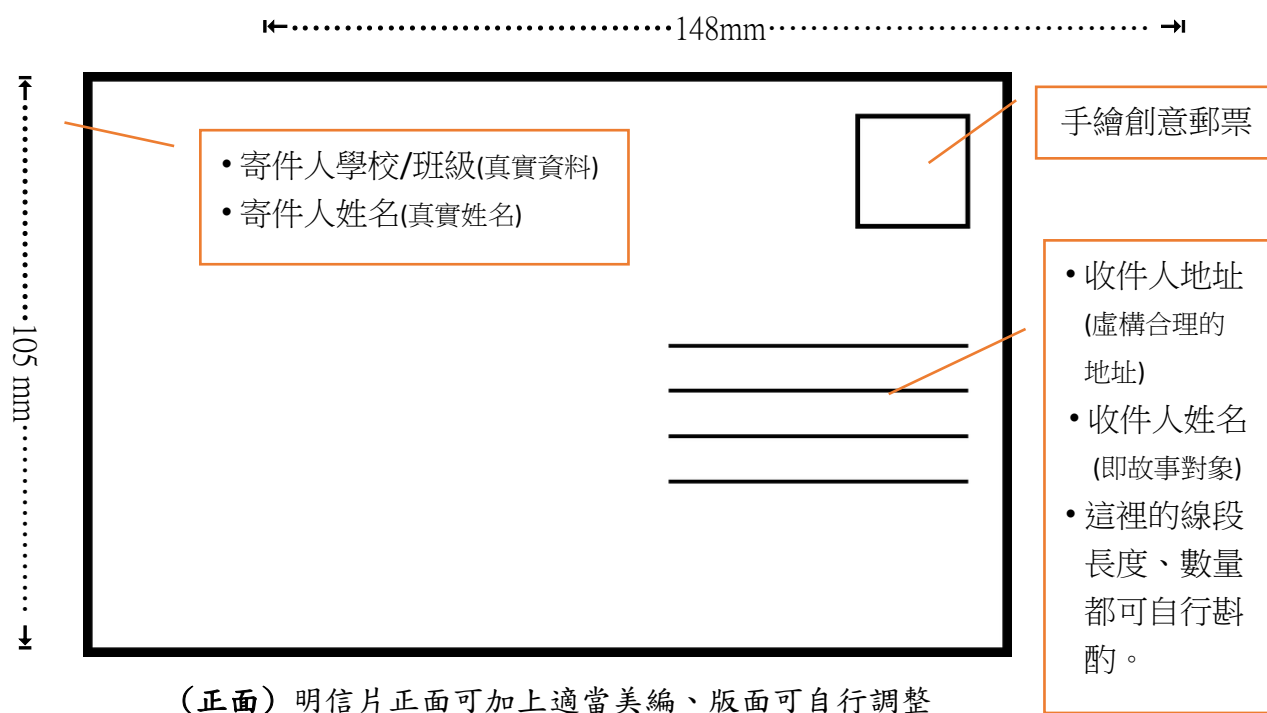 148mm
105 mm
• 寄件人學校/班級(真實資料)
• 寄件人姓名(真實姓名)
手繪創意郵票
• 收件人地址
(虛構合理的
地址)
• 收件人姓名
(即故事對象)
• 這裡的線段
長度、數量
都可自行斟
酌。
（正面）明信片正面可加上適當美編、版面可自行調整